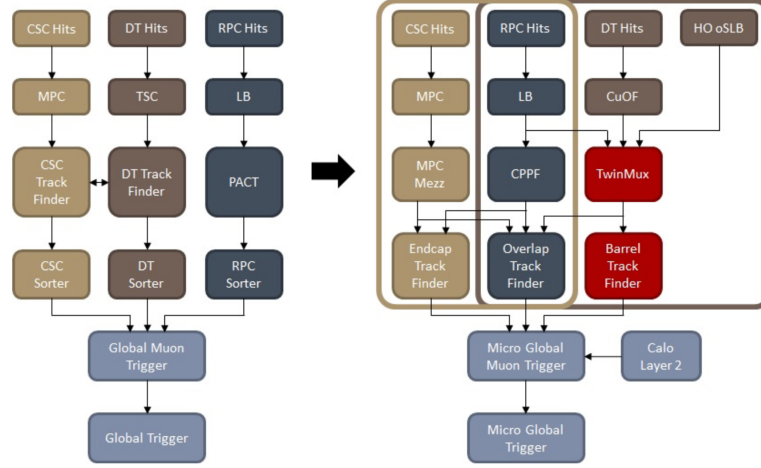 CSC Hits
DT Hits
RPC Hits
MPC
TSC
LB
CSC
Track
Finder
DT Track
Finder
PACT
CSC
Sorter
DT
Sorter
RPC
Sorter
Global Muon
Trigger
Global Trigger
CSC Hits
RPC Hits
DT Hits
HO oSLB
MPC
LB
CuOF
MPC
Mezz
CPPF
TwinMux
Endcap
Track
Finder
Overlap
Track
Finder
Barrel
Track
Finder
Micro Global
Muon Trigger
Calo
Layer 2
Micro Global
Trigger